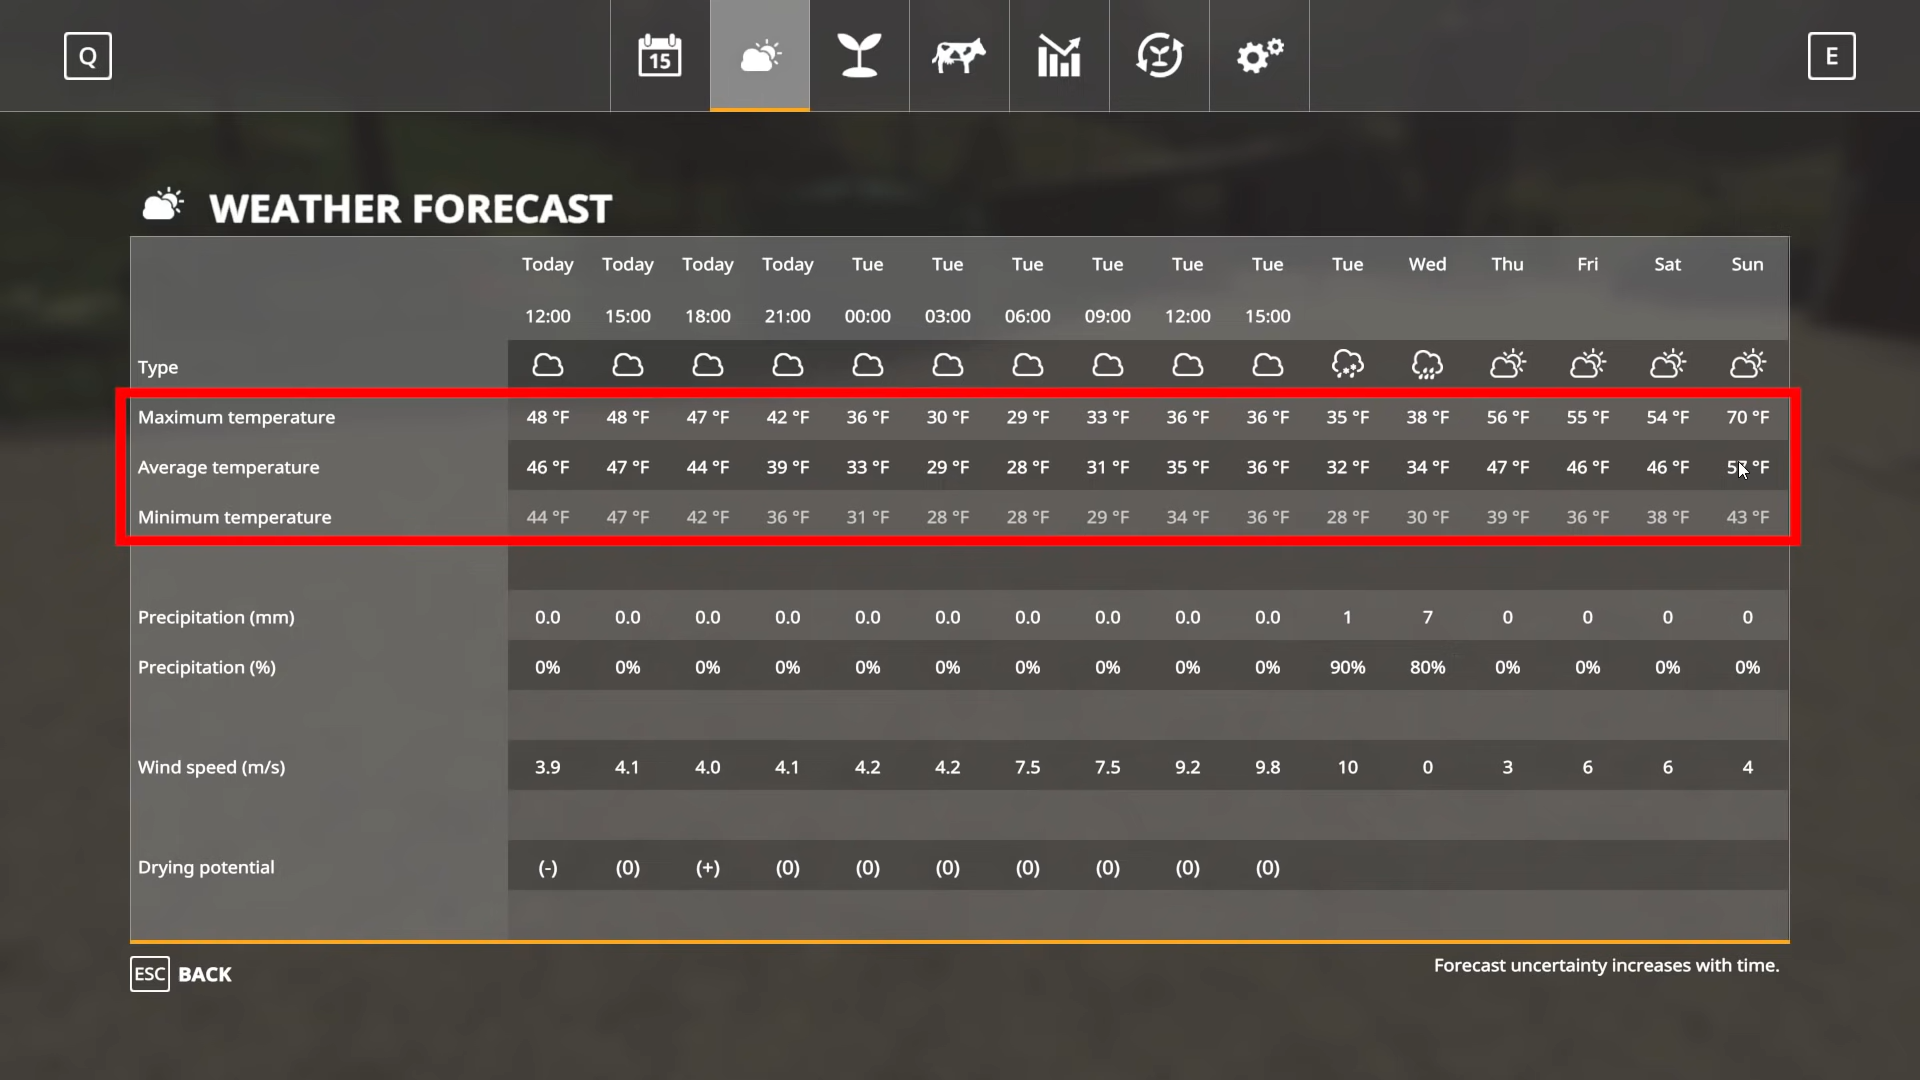 Q
15
E
WEATHER FORECAST
Today Today Today Today Tue Tue Tue Tue Tue Tue Tue Wed Thu Fri Sat Sun
12:00 15:00 18:00 21:00 00:00 03:00 06:00 09:00 12:00 15:00
Type
Maximum temperature 48 °F 48 °F 47 °F 42 °F 36 °F 30 °F 29 °F 33 °F 36 °F 36 °F 35 °F 38 °F 56 °F 55 °F 54 °F 70 °F
Average temperature 46 °F 47 °F 44 °F 39 °F 33 °F 29 °F 28 °F 31 °F 35 °F 36 °F 32 °F 34 °F 47 °F 46 °F 46 °F °F
Minimum temperature 44 °F 47 °F 42 °F 36 °F 31 °F 28 °F 28 °F 29 °F 34 °F 36 °F 28 °F 30 °F 39 °F 36 °F 38 °F 43 °F
Precipitation (mm) 0.0 0.0 0.0 0.0 0.0 0.0 0.0 0.0 0.0 0.0 1 7 0 0 0 0
Precipitation (%) 0% 0% 0% 0% 0% 0% 0% 0% 0% 0% 90% 80% 0% 0% 0% 0%
Wind speed (m/s) 3.9 4.1 4.0 4.1 4.2 4.2 7.5 7.5 9.2 9.8 10 0 3 6 6 4
Drying potential (-) (0) (+) (0) (0) (0) (0) (0) (0) (0)
ESC BACK
Forecast uncertainty increases with time.